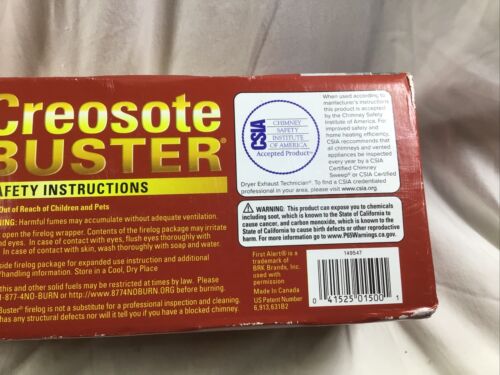 Creosote
BUSTER®
AFETY INSTRUCTIONS
Out of Reach of Children and Pets
NING: Harmful fumes may accumulate without adequate ventilation.
open the firelog wrapper. Contents of the firelog package may irritate
and eyes. In case of contact with eyes, flush eyes thoroughly with
In case of contact with skin, wash thoroughly with soap and water.
side firelog package for expanded use instruction and additional
/handling information. Store in a Cool, Dry Place
this and other solid fuels may be restricted at times by law. Please
1-877-4NO-BURN or http://www.8774NOBURN.ORG before burning.
Buster® firelog is not a substitute for a professional inspection and cleaning.
has any structural defects nor will it tell you if you have a blocked chimney.
CSIA
CHIMNEY
SAFETY
INSTITUTE
OF AMERICA
Accepted Product
When used according to
manfacturer's instructions
this product is accepted
by the Chimney Safety
Institute of America. For
improved safety and
home heating efficiency,
CSIA reccommends that
all chimneys and vented
appliances be inspected
every year by a CSIA
Certified Chimney
Sweep® or CSIA Certified
Dryer Exhaust Technician®. To find a credentialed
professional in your area, please visit www.csia.org
WARNING: This product can expose you to chemicals
including soot, which is known to the State of California to
cause cancer, and carbon monoxide, which is known to the
State of California to cause birth defects or other reproductive
harm. For more information go to www.P65Warnings.ca.gov.
First Alert® is a
trademark of
BRK Brands, Inc.
used with
permission
Made In Canada
US Patent Number
6,913,631B2
149547
0 41525 01500 1